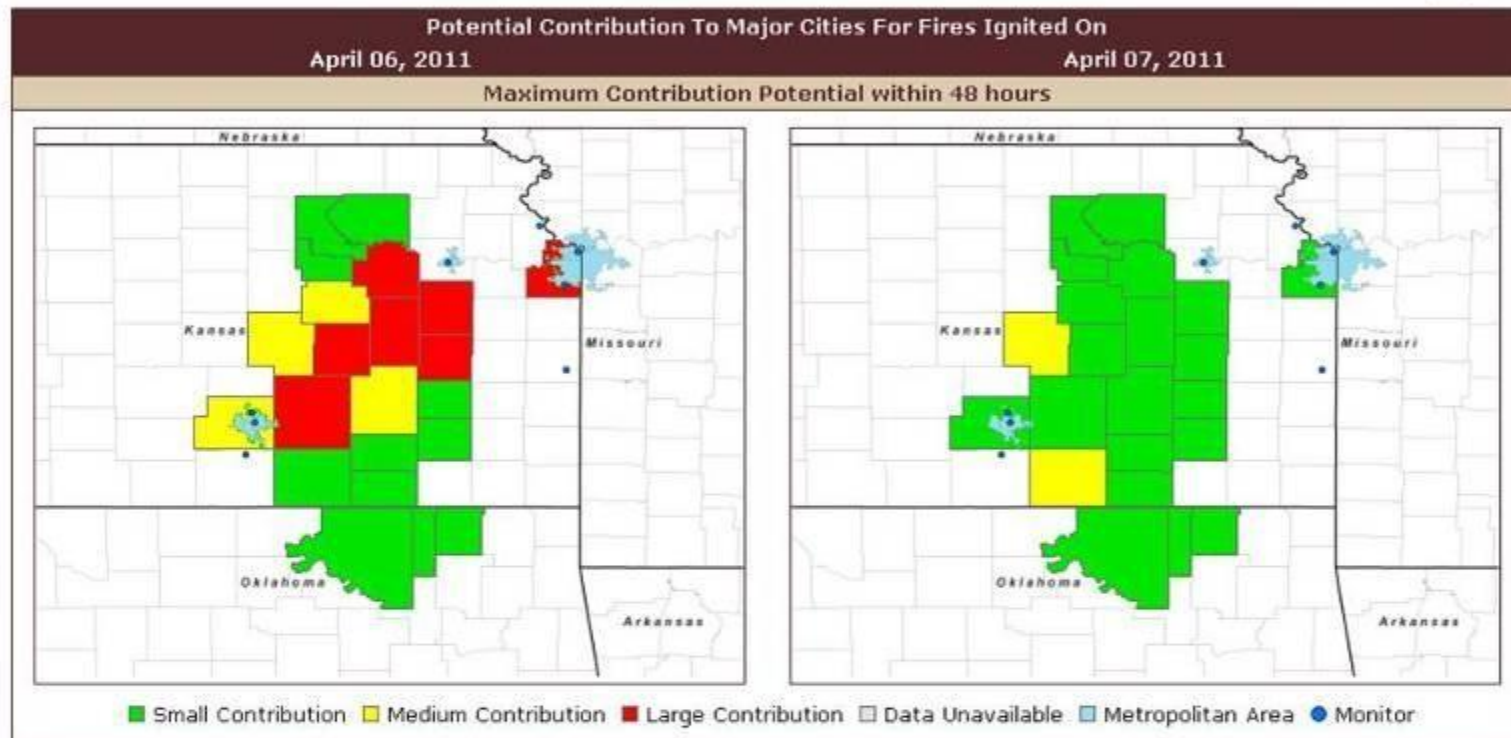 Potential Contribution To Major Cities For Fires Ignited On
April 06, 2011 April 07, 2011
Maximum Contribution Potential within 48 hours
Nebraska Nebraska
Kansas Kansas
Missouri Missouri
Oklahoma Oklahoma
Arkansas Arkansas
Small Contribution Medium Contribution Large Contribution Data Unavailable Metropolitan Area Monitor